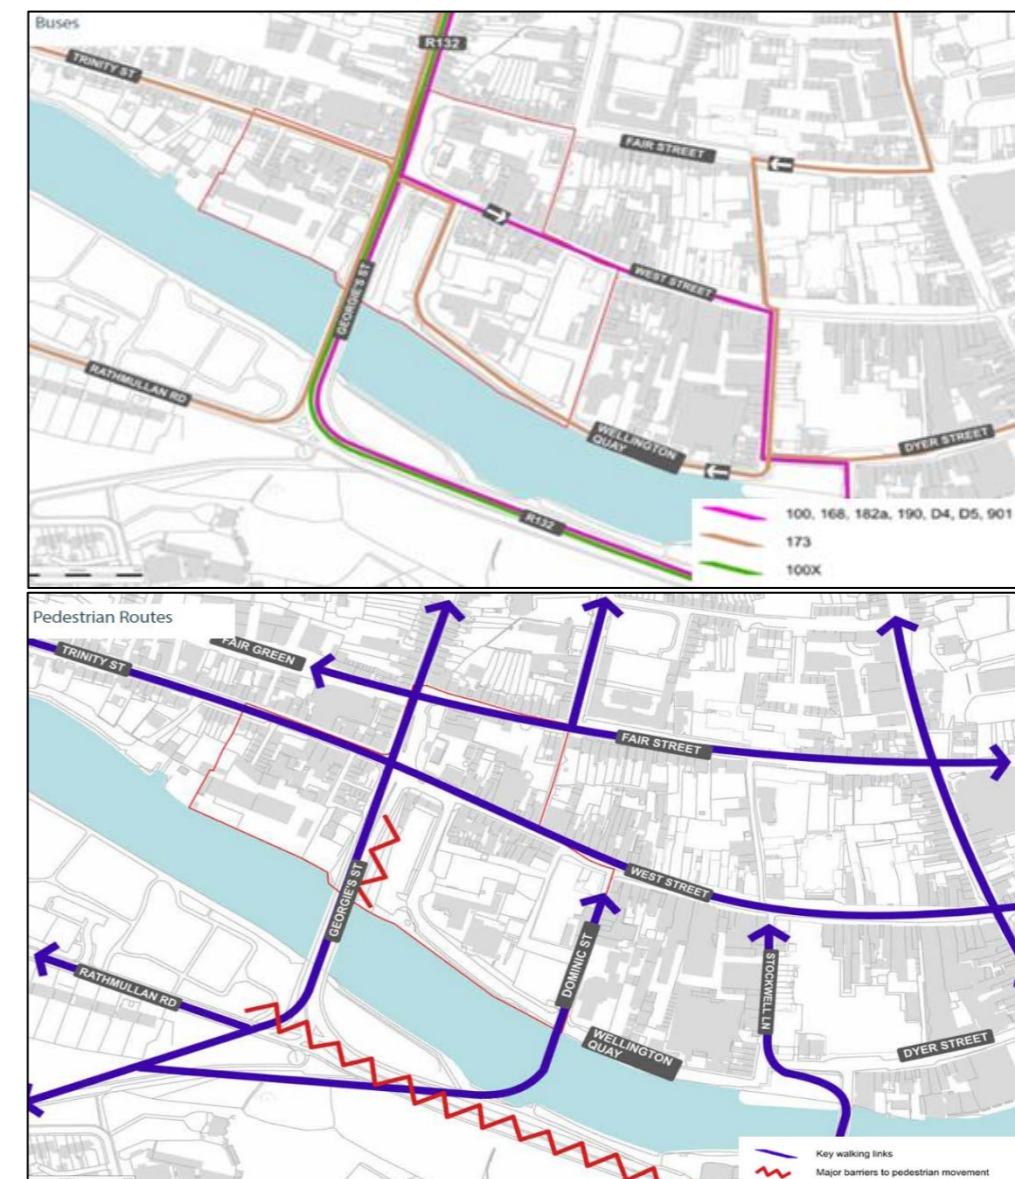 Buses
R132
TRINITY ST
FAIR STREET
WEST STREET
GEORGIE'S ST
RATHMULLAN RD
WELLINGTON
QUAY
DYER STREET
R132
100, 168, 182a, 190, D4, D5, 901
173
100X
Pedestrian Routes
FAIR GREEN
TRINITY ST
FAIR STREET
WEST STREET
GEORGIE'S ST
DOMINIC ST
STOCKWELL LN
RATHMULLAN RD
WELLINGTON
QUAY
DYER STREET
Key walking links
Major barriers to pedestrian movement